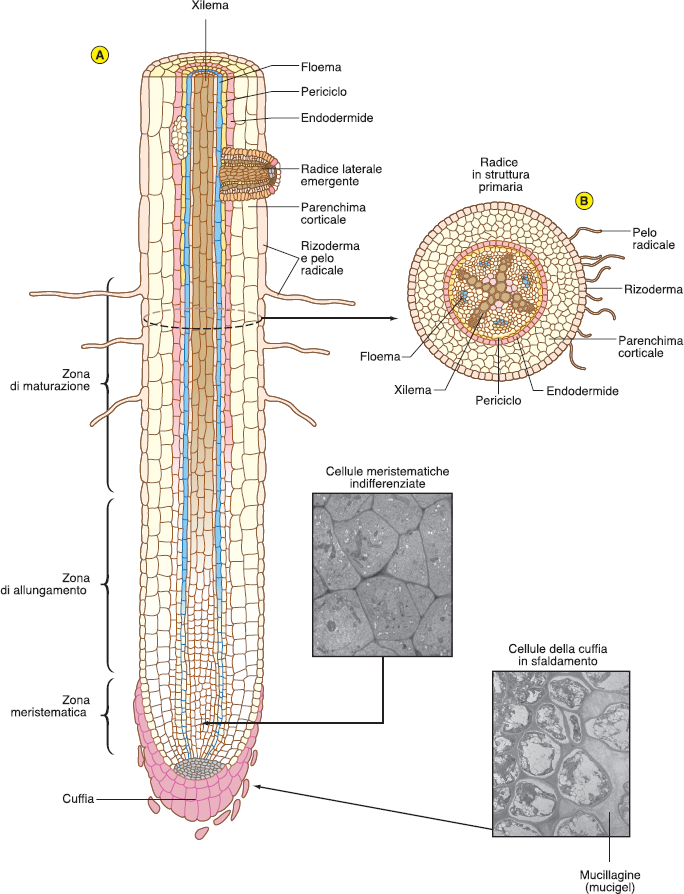 Xilema
A
Floema
Periciclo
Endodermide
Radice laterale
emergente
Parenchima
corticale
Rizoderma
e pelo
radicale
Zona
di maturazione
Zona
di allungamento
Zona
meristematica
Cuffia
Radice
in struttura
primaria
B
Pelo
radicale
Rizoderma
Parenchima
corticale
Endodermide
Periciclo
Xilema
Floema
Cellule meristematiche
indifferenziate
Cellule della cuffia
in sfaldamento
Mucillagine
(mucigel)